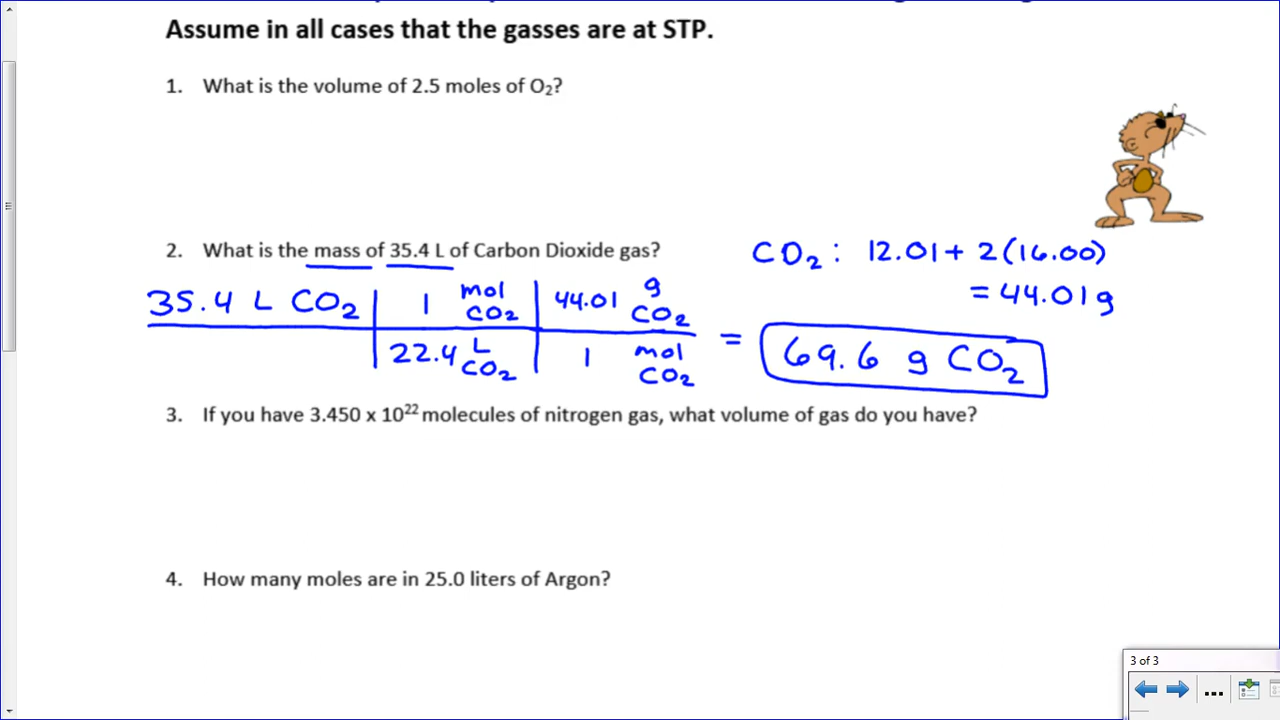 Assume in all cases that the gasses are at STP.
1. What is the volume of 2.5 moles of O₂?
2. What is the mass of 35.4 L of Carbon Dioxide gas?
CO₂ : 12.01 + 2(16.00)
= 44.01 g
35.4 L CO₂ | 1 mol CO₂ | 44.01 g CO₂
22.4 L CO₂ | 1 mol CO₂
= 69.6 g CO₂
3. If you have 3.450 x 10²² molecules of nitrogen gas, what volume of gas do you have?
4. How many moles are in 25.0 liters of Argon?
3 of 3
...